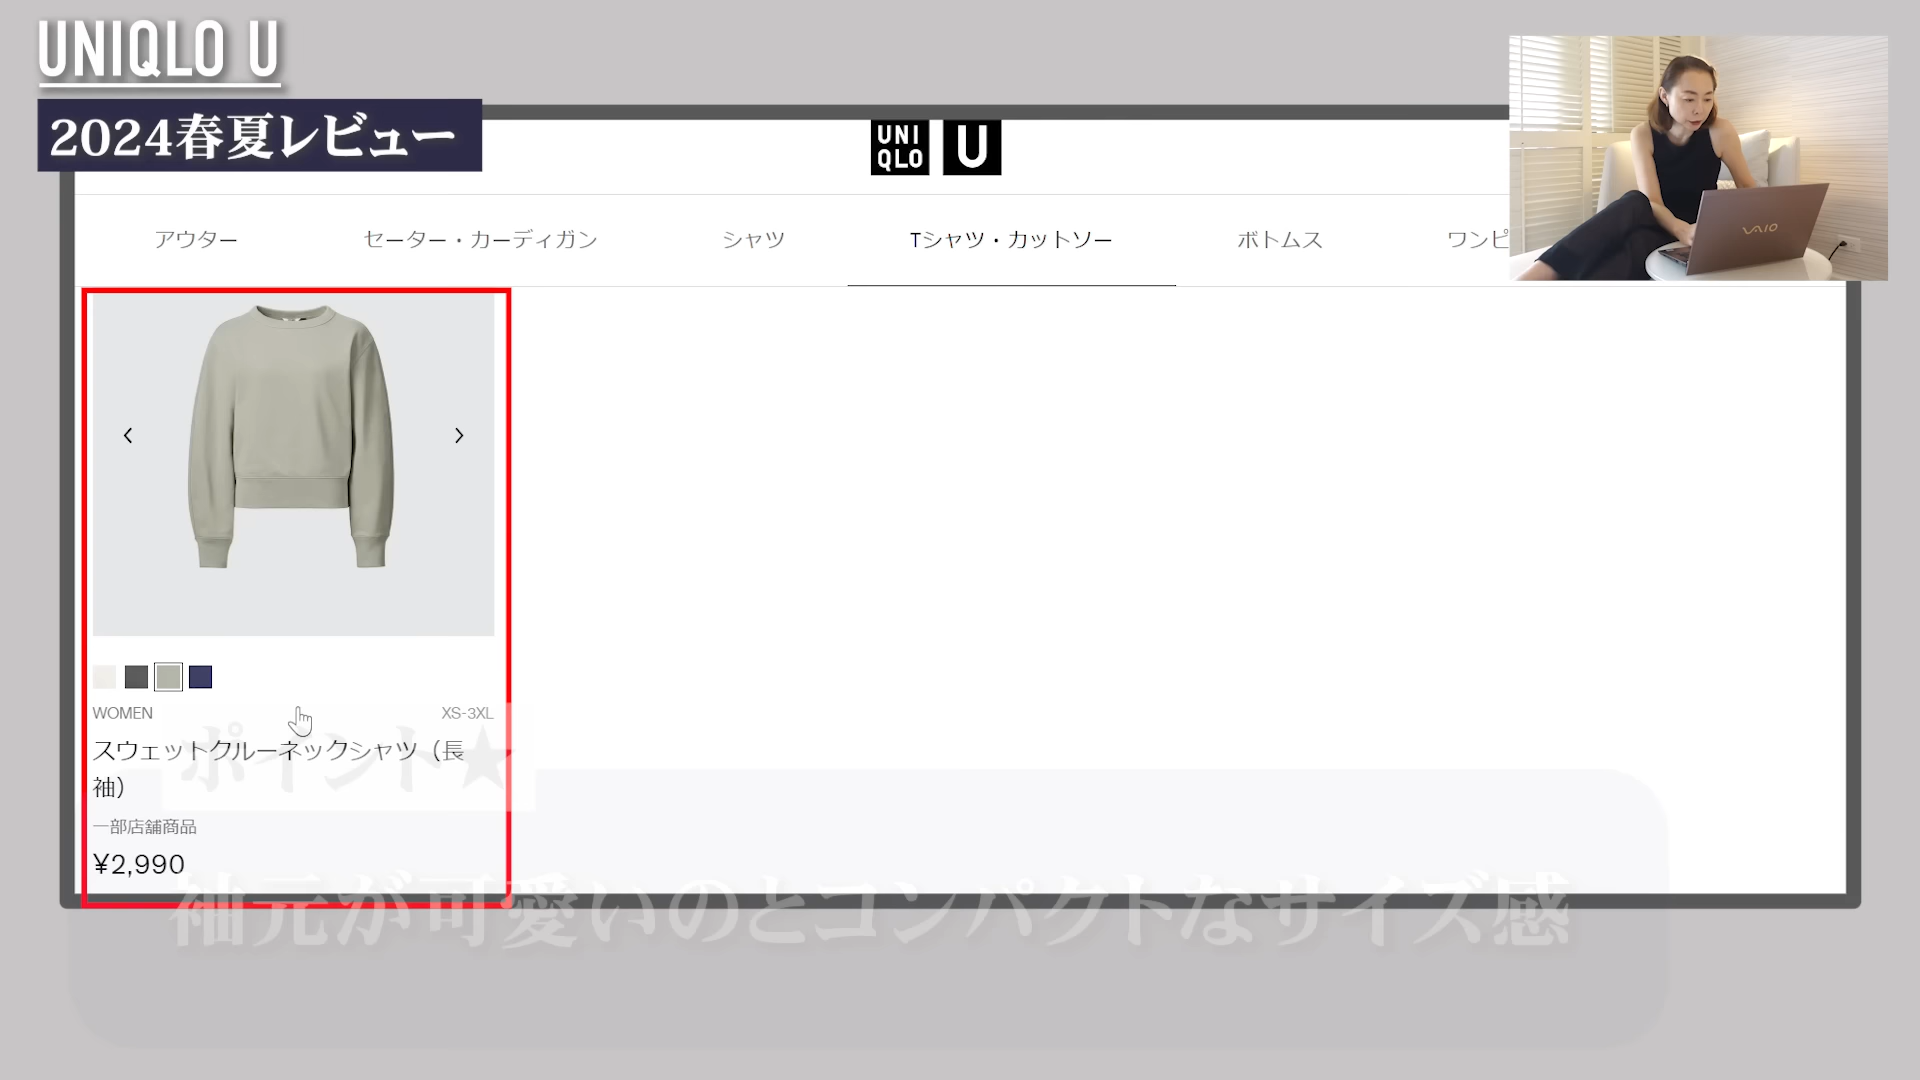 UNIQLO U
2024春夏レビュー
UNI
QLO
U
アウター
セーター・カーディガン
シャツ
Tシャツ・カットソー
ボトムス
ワンピ
VAIO
WOMEN
XS-3XL
スウェットクルーネックシャツ（長
袖）
一部店舗商品
¥2,990
ポイント★
袖元が可愛いのとコンパクトなサイズ感